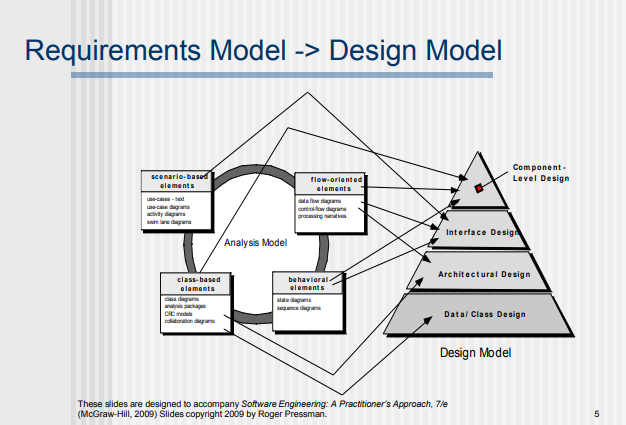 Requirements Model -> Design Model
scenario-based
elements
use-cases - text
use-case diagrams
activity diagrams
swim lane diagrams
flow-oriented
elements
data flow diagrams
control-flow diagrams
processing narratives
Analysis Model
class-based
elements
class diagrams
analysis packages
CRC models
collaboration diagrams
behavioral
elements
state diagrams
sequence diagrams
Component-
Level Design
Interface Design
Architectural Design
Data/Class Design
Design Model
These slides are designed to accompany Software Engineering: A Practitioner's Approach, 7/e
(McGraw-Hill, 2009) Slides copyright 2009 by Roger Pressman.
5